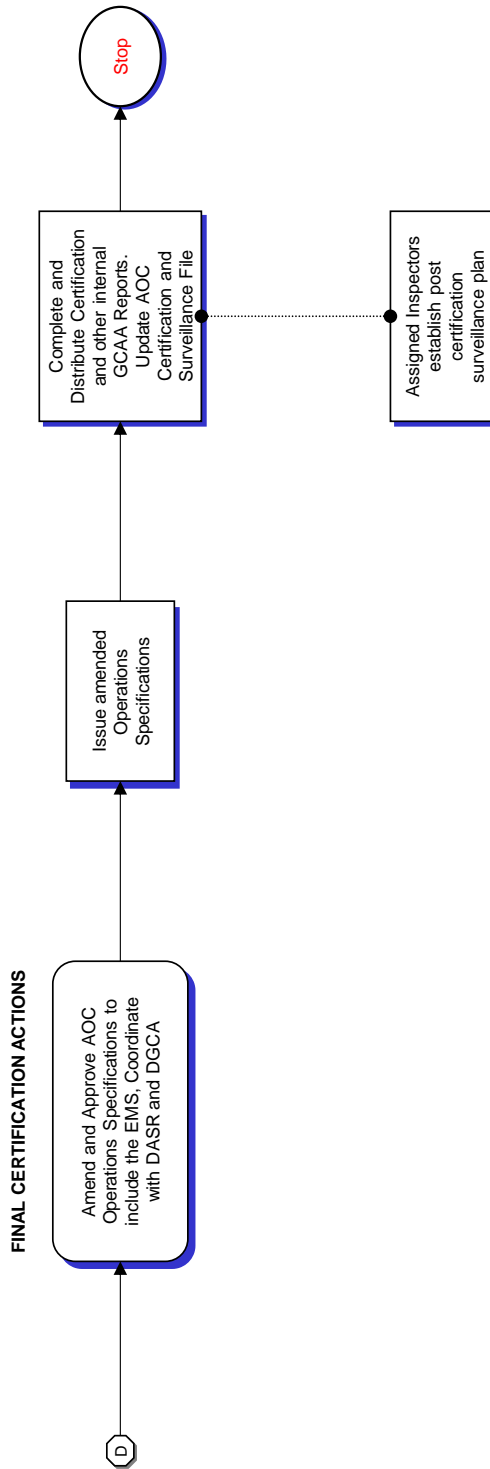 FINAL CERTIFICATION ACTIONS
D
Amend and Approve AOC
Operations Specifications to
include the EMS, Coordinate
with DASR and DGCA
Issue amended
Operations
Specifications
Complete and
Distribute Certification
and other internal
GCAA Reports.
Update AOC
Certification and
Surveillance File
Stop
Assigned Inspectors
establish post
certification
surveillance plan